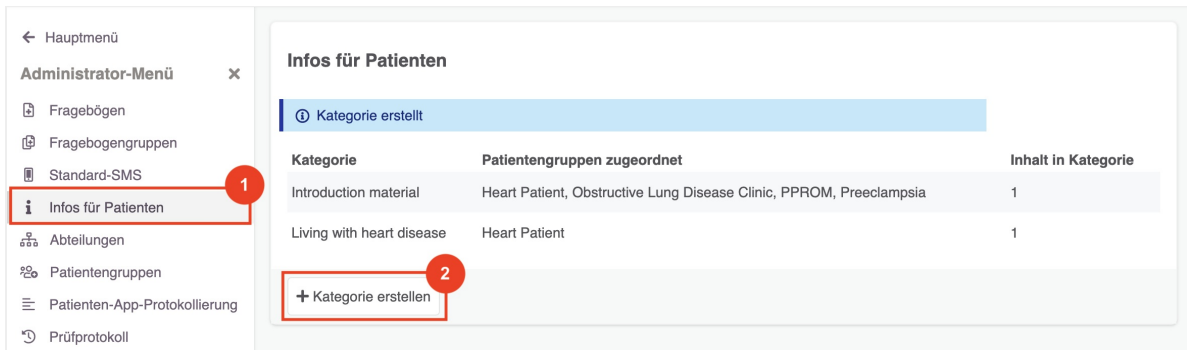 Hauptmenü
Administrator-Menü
Fragebögen
Fragebogengruppen
Standard-SMS
1
Infos für Patienten
Abteilungen
Patientengruppen
Patienten-App-Protokollierung
Prüfprotokoll
Infos für Patienten
Kategorie erstellt
Kategorie Patientengruppen zugeordnet Inhalt in Kategorie
Introduction material Heart Patient, Obstructive Lung Disease Clinic, PPROM, Preeclampsia 1
Living with heart disease Heart Patient 1
2
+ Kategorie erstellen